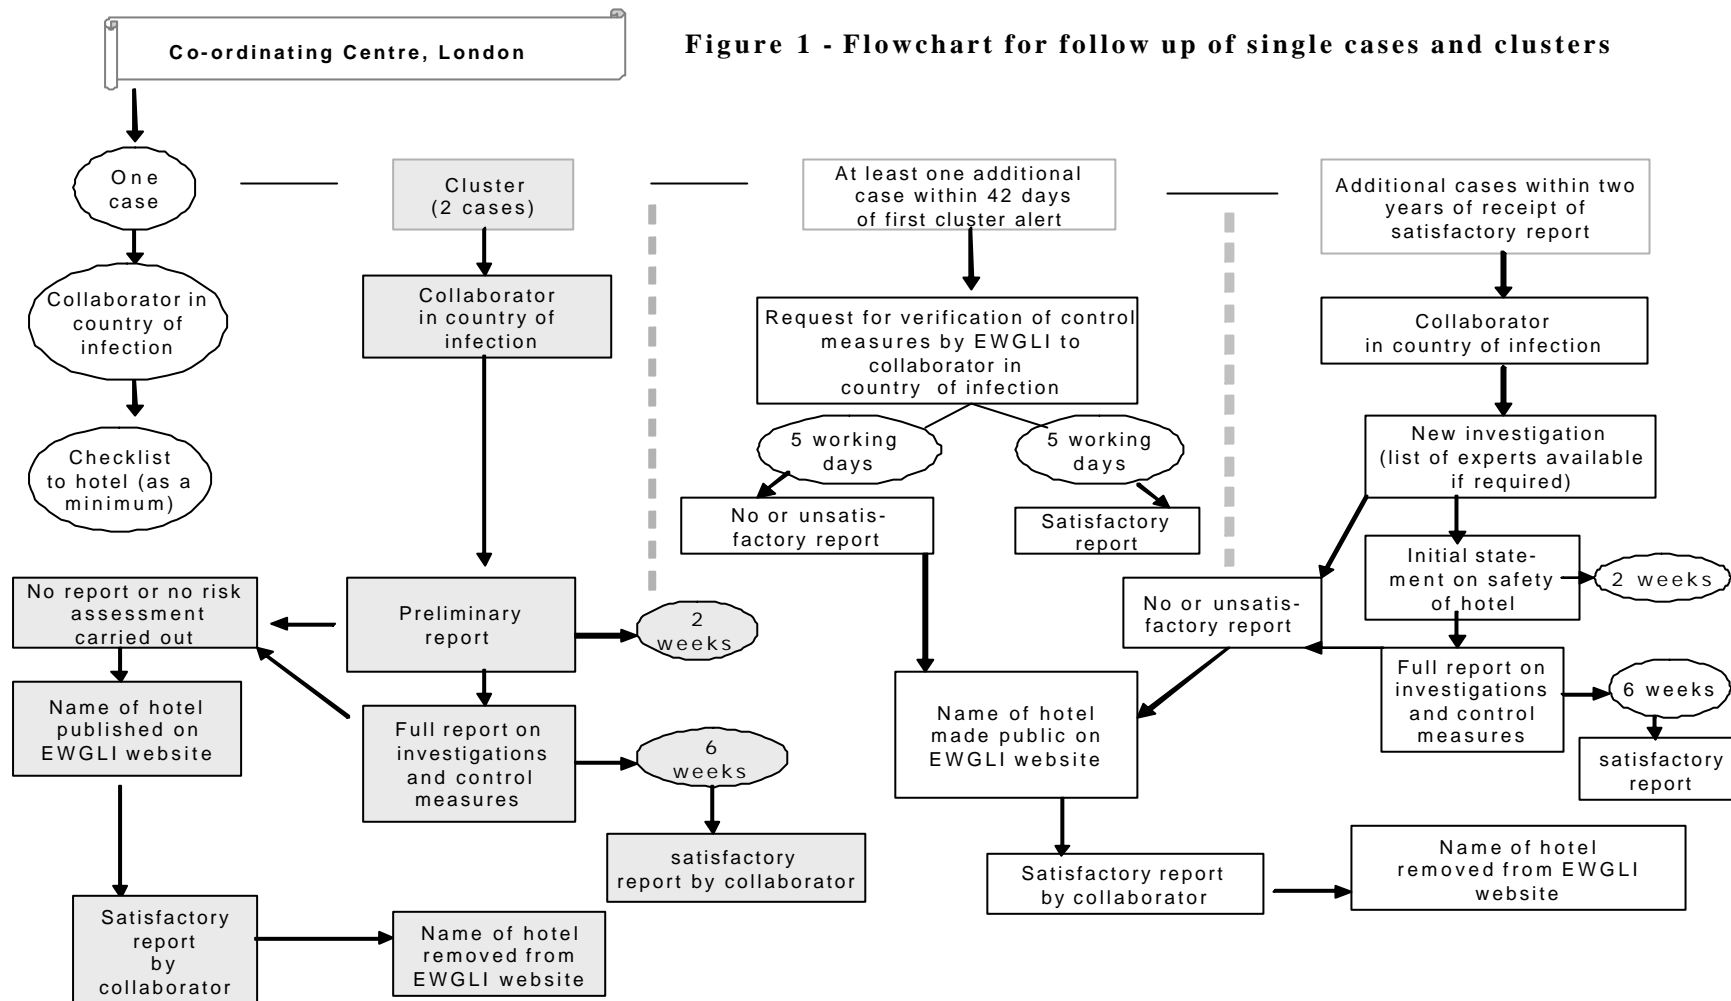 Co-ordinating Centre, London
Figure 1 - Flowchart for follow up of single cases and clusters
One
case
Collaborator in
country of
infection
Checklist
to hotel (as a
minimum)
Cluster
(2 cases)
Collaborator
in country of
infection
Preliminary
report
2
weeks
No report or no risk
assessment
carried out
Name of hotel
published on
EWGLI website
Full report on
investigations
and control
measures
6
weeks
satisfactory
report by collaborator
Satisfactory
report
by
collaborator
Name of hotel
removed from
EWGLI website
At least one additional
case within 42 days
of first cluster alert
Request for verification of control
measures by EWGLI to
collaborator in
country of infection
5 working
days
5 working
days
No or unsatis-
factory report
Satisfactory
report
Name of hotel
made public on
EWGLI website
Satisfactory report
by collaborator
Name of hotel
removed from EWGLI
website
Additional cases within two
years of receipt of
satisfactory report
Collaborator
in country of infection
New investigation
(list of experts available
if required)
Initial state-
ment on safety
of hotel
2 weeks
No or unsatis-
factory report
Full report on
investigations
and control
measures
6 weeks
satisfactory
report